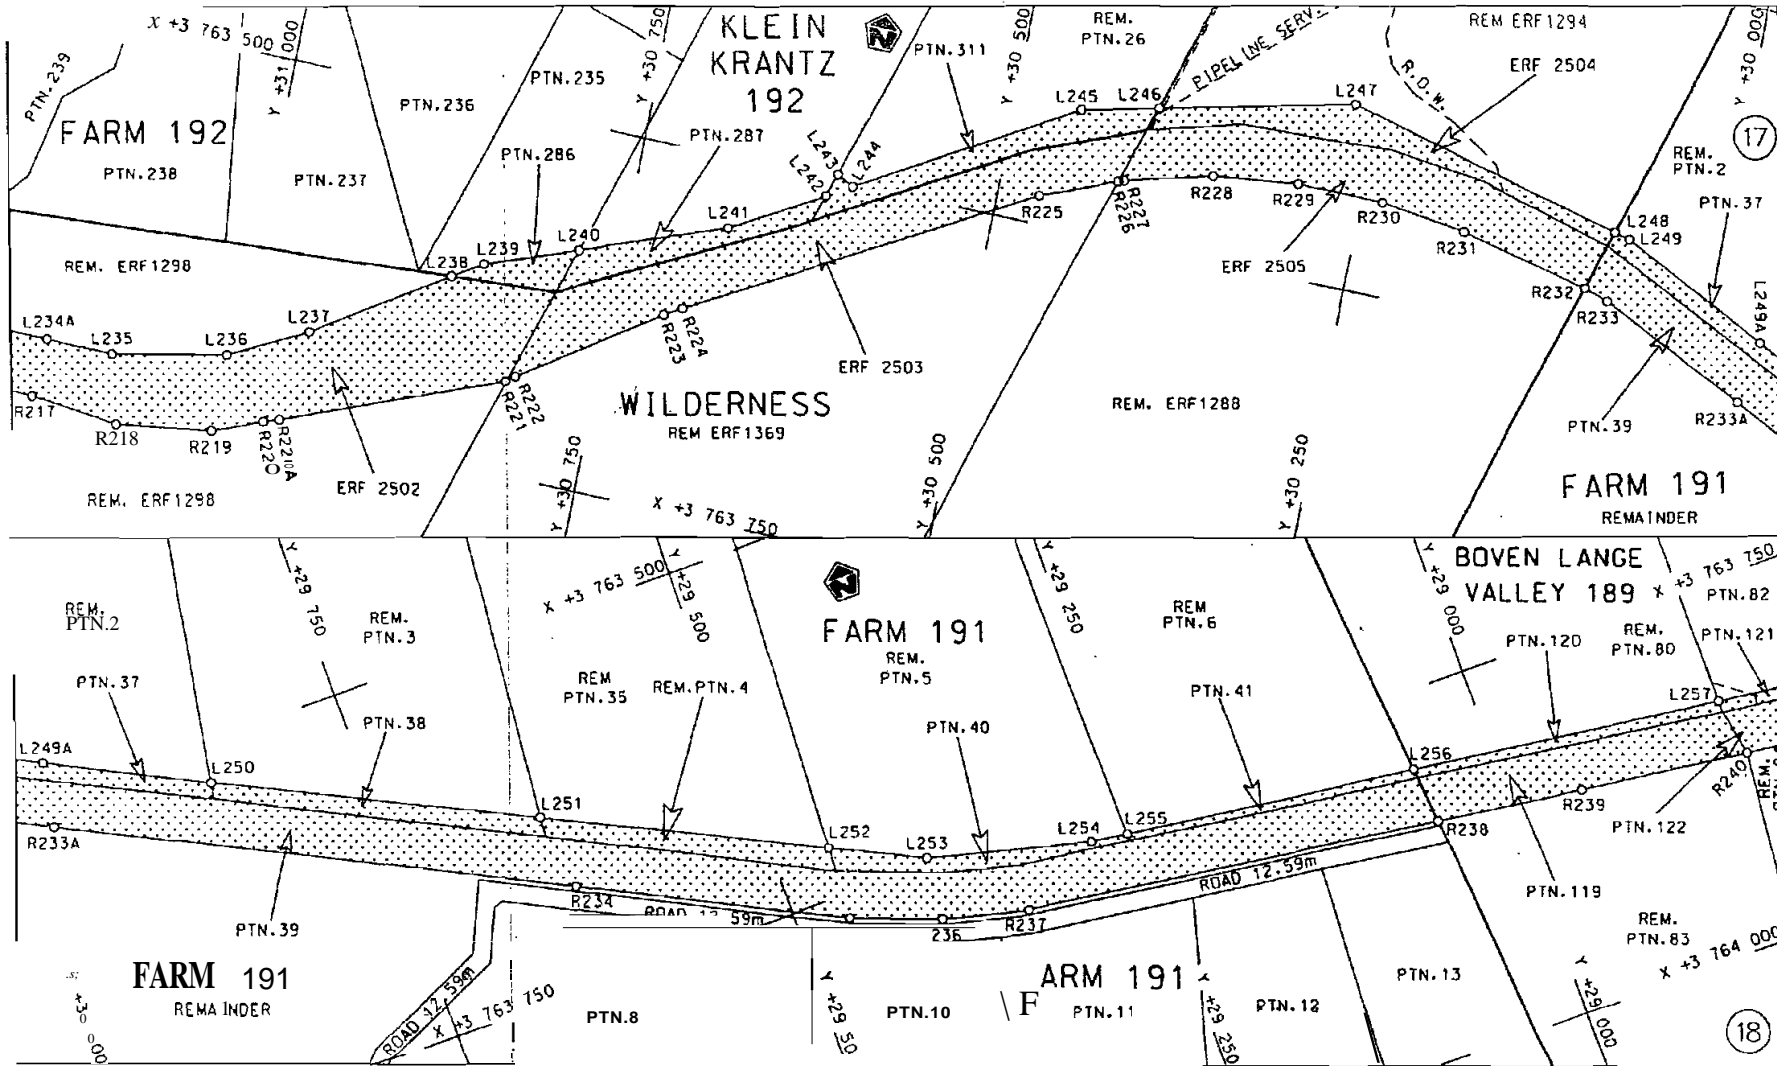 X +3 763 500
Y +31 000
Y +30 750
KLEIN
KRANTZ
192
N
PTN.311
Y +30 500
REM.
PTN.26
PIPELINE SERV.
REM ERF1294
R.O.W.
ERF 2504
Y +30 000
17
PTN.239
FARM 192
PTN.238
PTN.237
PTN.236
PTN.235
PTN.286
PTN.287
L243
L242
L244
L245
L246
L247
REM.
PTN.2
PTN.37
REM. ERF1298
L238
L239
L240
L241
R225
R226
R227
R228
R229
R230
R231
L248
L249
ERF 2505
L234A
L235
L236
L237
R223
R224
R232
R233
L249A
R217
R218
R219
R220
R221
R222
ERF 2502
ERF 2503
WILDERNESS
REM ERF1369
REM. ERF1288
PTN.39
R233A
REM. ERF1298
Y +30 750
X +3 763 750
Y +30 500
Y +30 250
FARM 191
REMAINDER
REM.
PTN.2
Y +29 750
REM.
PTN.3
X +3 763 500
Y +29 500
N
FARM 191
REM.
PTN.5
Y +29 250
REM
PTN.6
Y +29 000
BOVEN LANGE
VALLEY 189
X +3 763 750
PTN.82
PTN.37
PTN.38
REM
PTN.35
REM.PTN.4
PTN.40
PTN.41
PTN.120
REM.
PTN.80
PTN.121
L249A
L250
L251
L252
L253
L254
L255
L256
L257
R233A
R234
236
R237
R238
R239
R240
REM.
ROAD 12.59m
PTN.39
PTN.119
PTN.122
REM.
PTN.83
X +3 764 000
FARM 191
REMAINDER
ROAD 12.59m
X +3 763 750
PTN.8
PTN.10
ARM 191
\ F
PTN.11
Y +29 250
PTN.12
PTN.13
Y +29 000
18